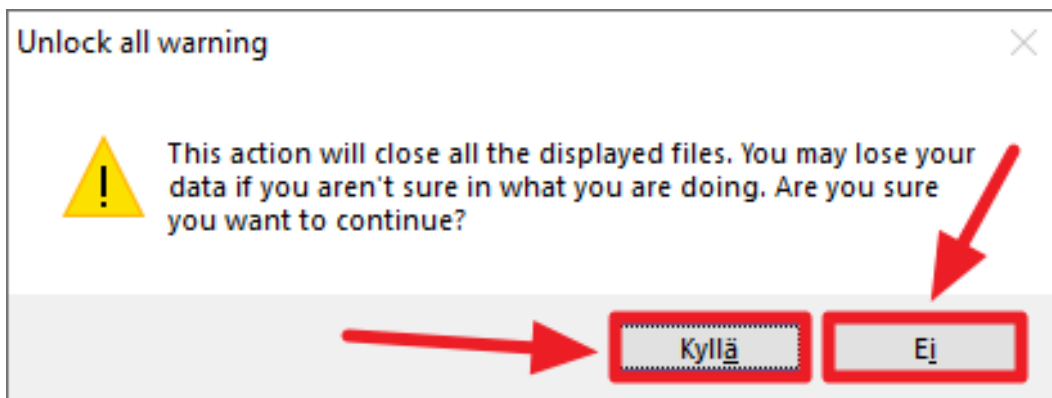 Unlock all warning
This action will close all the displayed files. You may lose your
data if you aren't sure in what you are doing. Are you sure
you want to continue?
Kyllä Ei